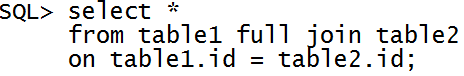 SQL> select *
from table1 full join table2
on table1.id = table2.id;